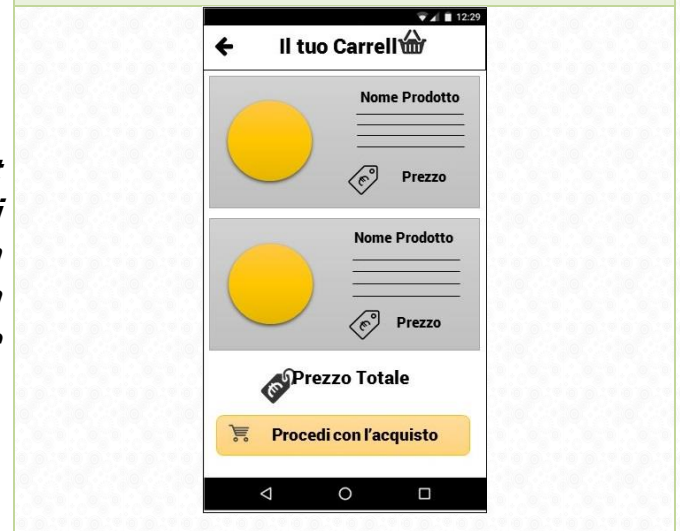 12:29
Il tuo Carrell
Nome Prodotto
Prezzo
Nome Prodotto
Prezzo
Prezzo Totale
Procedi con l'acquisto